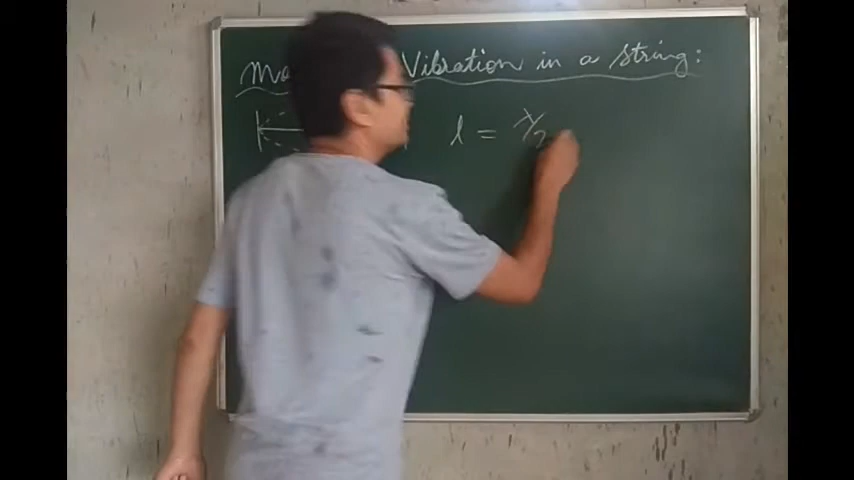 Vibration in a String:
l = λ/2